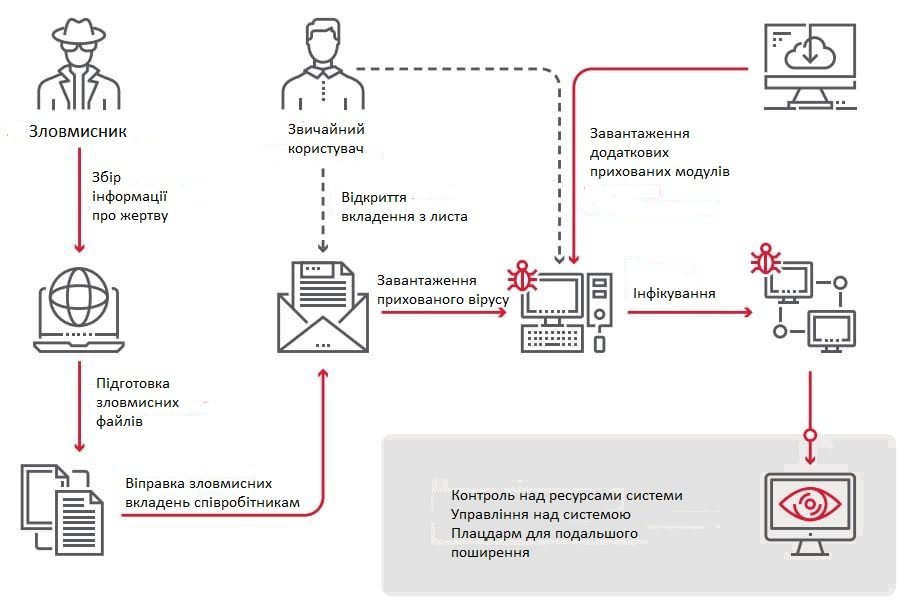 Зловмисник
Звичайний
користувач
Завантаження
додаткових
прихованих модулів
Збір
інформації
про жертву
Відкриття
вкладення з листа
Завантаження
прихованого вірусу
Інфікування
Підготовка
зловмисних
файлів
Віправка зловмисних
вкладень співробітникам
Контроль над ресурсами системи
Управління над системою
Плацдарм для подальшого
поширення